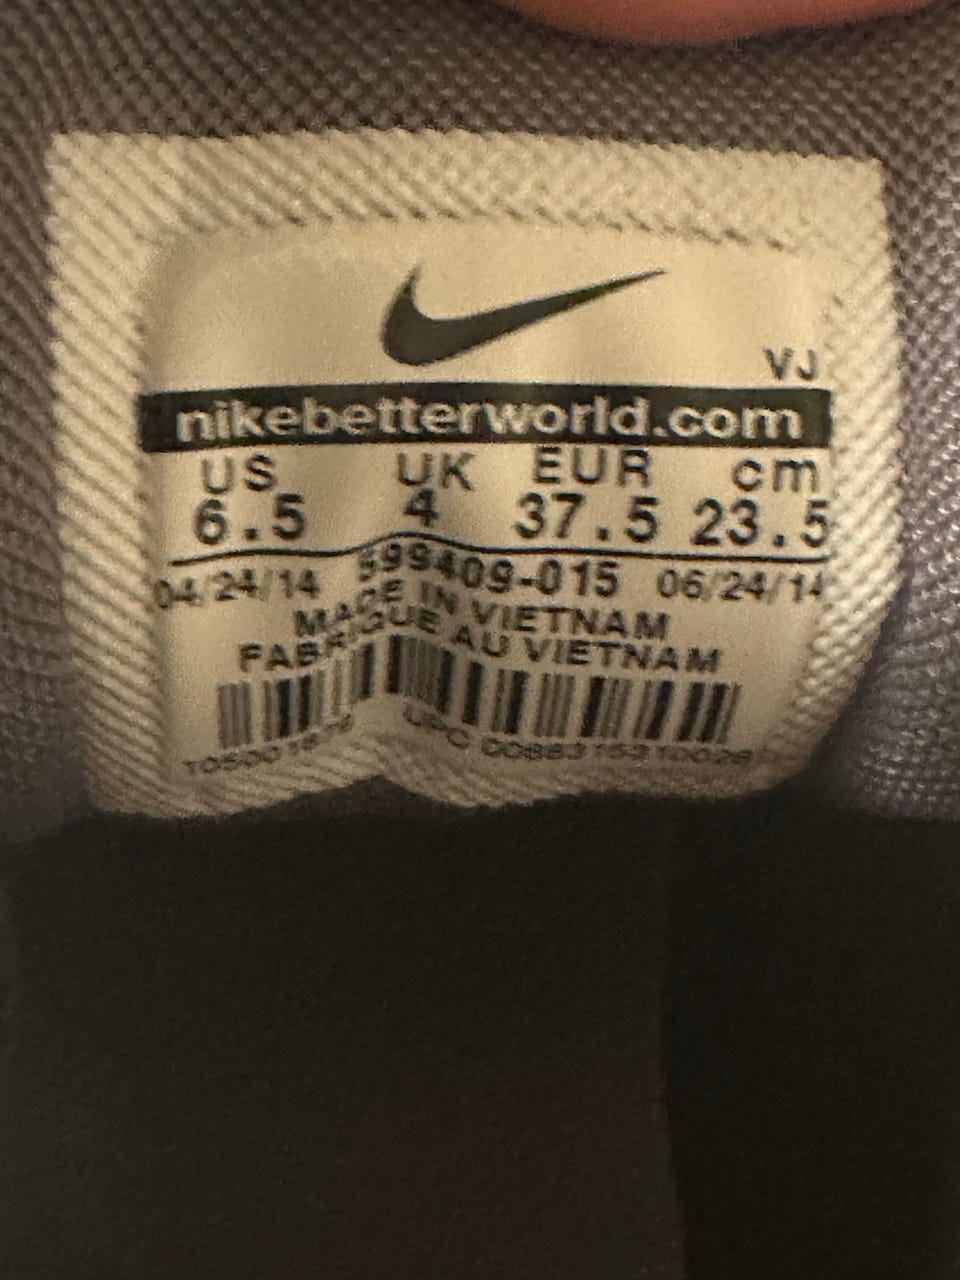 VJ
nikebetterworld.com
US UK EUR cm
6.5 4 37.5 23.5
04/24/14 599409-015 06/24/14
MADE IN VIETNAM
FABRIQUE AU VIETNAM
UPC